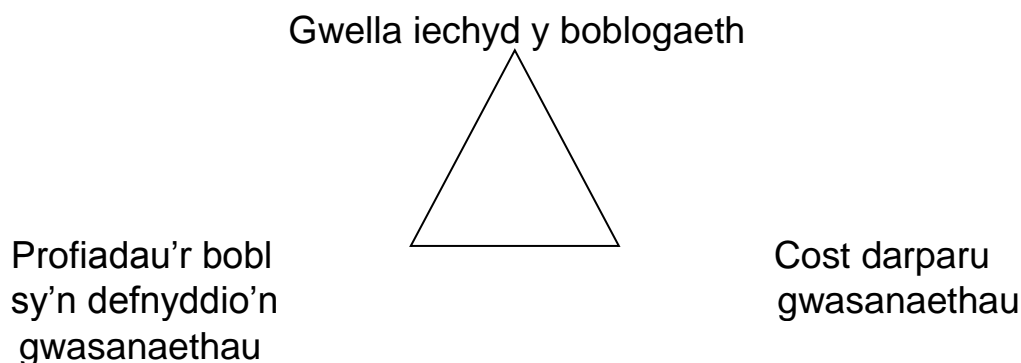 Gwella iechyd y boblogaeth
Profiadau'r bobl
sy'n defnyddio'n
gwasanaethau
Cost darparu
gwasanaethau